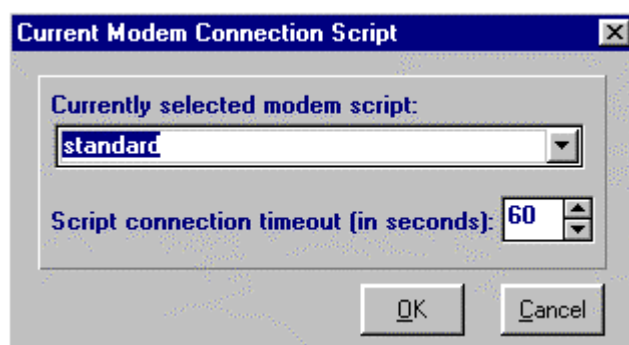 Current Modem Connection Script
Currently selected modem script:
standard
Script connection timeout (in seconds): 60
OK Cancel